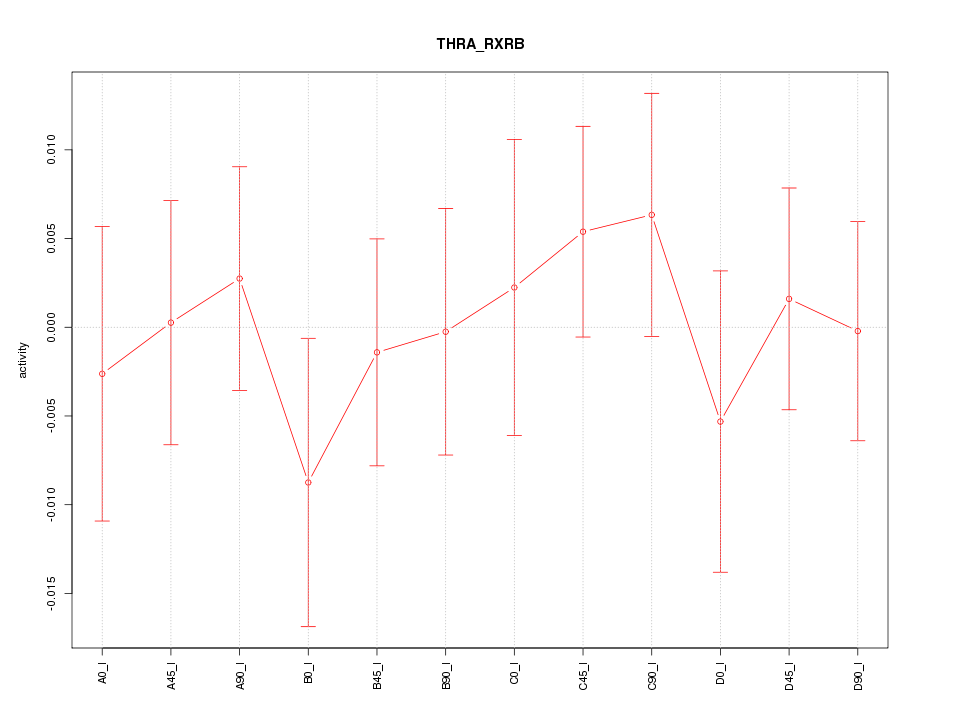 THRA_RXRB
activity
0.010
0.005
0.000
-0.005
-0.010
-0.015
A0_I
A45_I
A90_I
B0_I
B45_I
B90_I
C0_I
C45_I
C90_I
D0_I
D45_I
D90_I